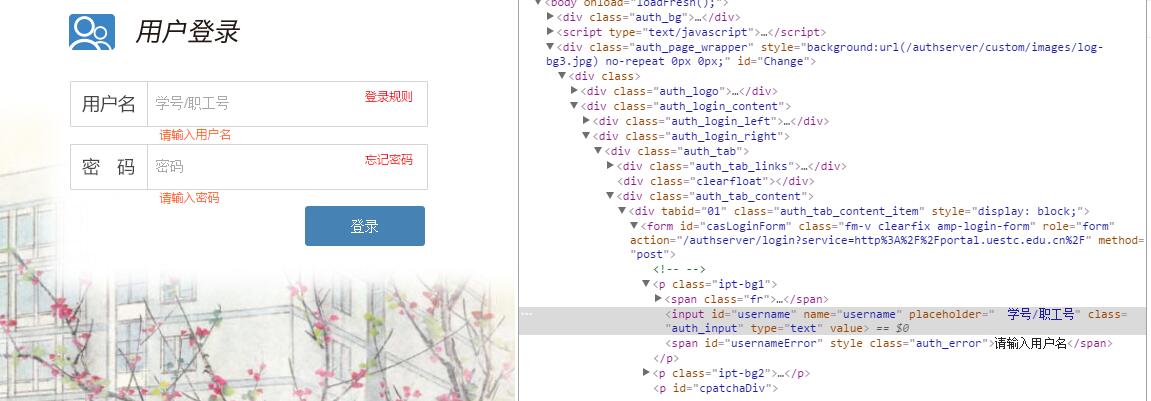 用户登录
用户名
学号/职工号
登录规则
请输入用户名
密 码
密码
忘记密码
请输入密码
登录
<body onload="loadFresh();">
<div class="auth_bg">…</div>
<script type="text/javascript">…</script>
<div class="auth_page_wrapper" style="background:url(/authserver/custom/images/log-
bg3.jpg) no-repeat 0px 0px;" id="Change">
<div class>
<div class="auth_logo">…</div>
<div class="auth_login_content">
<div class="auth_login_left">…</div>
<div class="auth_login_right">
<div class="auth_tab">
<div class="auth_tab_links">…</div>
<div class="clearfloat"></div>
<div class="auth_tab_content">
<div tabid="01" class="auth_tab_content_item" style="display: block;">
<form id="casLoginForm" class="fm-v clearfix amp-login-form" role="form"
action="/authserver/login?service=http%3A%2F%2Fportal.uestc.edu.cn%2F" method=
"post">
<!-- -->
<p class="ipt-bg1">
<span class="fr">…</span>
<input id="username" name="username" placeholder="  学号/职工号" class=
"auth_input" type="text" value> == $0
<span id="usernameError" style class="auth_error">请输入用户名</span>
</p>
<p class="ipt-bg2">…</p>
<p id="cpatchaDiv">